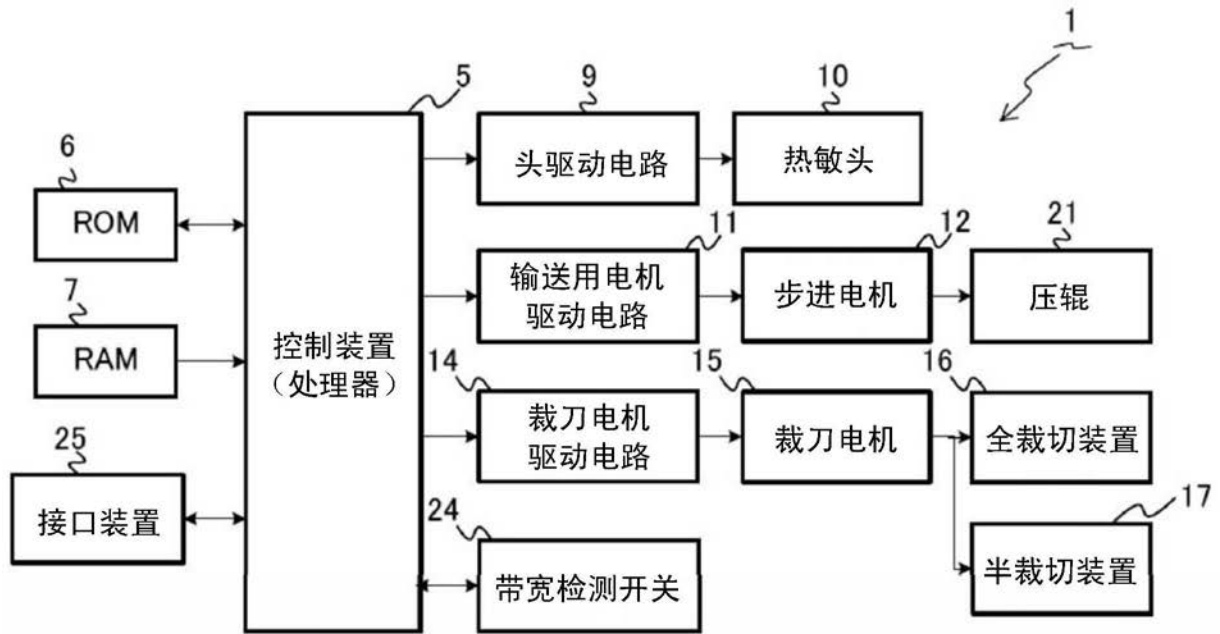 1
5
9
10
6
头驱动电路
热敏头
ROM
11
12
21
7
输送用电机
驱动电路
步进电机
压辊
RAM
控制装置
(处理器)
14
15
16
25
裁刀电机
驱动电路
裁刀电机
全裁切装置
接口装置
24
17
带宽检测开关
半裁切装置